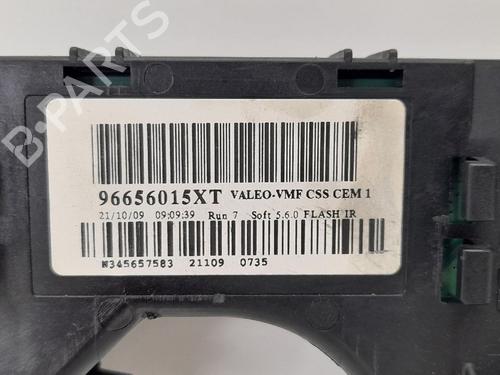 B-PARTS
96656015XT VALEO-VMF CSS CEM 1
21/10/09 09:09:39 Run 7 Soft 5.6.0 FLASH IR
N345657583 21109 0735